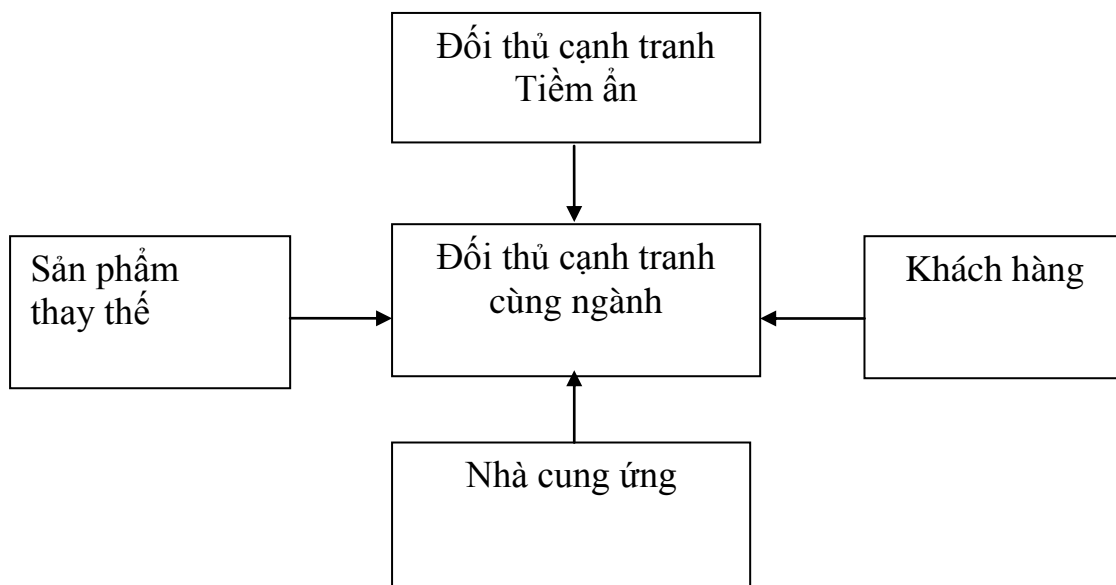 Đối thủ cạnh tranh
Tiềm ẩn
Sản phẩm
thay thế
Đối thủ cạnh tranh
cùng ngành
Khách hàng
Nhà cung ứng